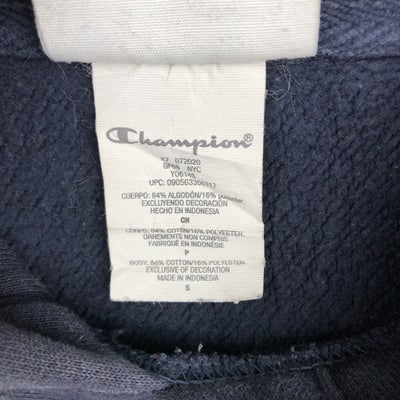 Champion®
072020
NYC
Y06145
UPC: 090563356317
CUERPO: 84% ALGODÓN/16% poliéster
EXCLUYENDO DECORACIÓN
HECHO EN INDONESIA
CH
CORPS: 84% COTON/16% POLYESTER
ORNEMENTS NON COMPRIS
FABRIQUÉ EN INDONÉSIE
P
BODY: 84% COTTON/16% POLYESTER
EXCLUSIVE OF DECORATION
MADE IN INDONESIA
S